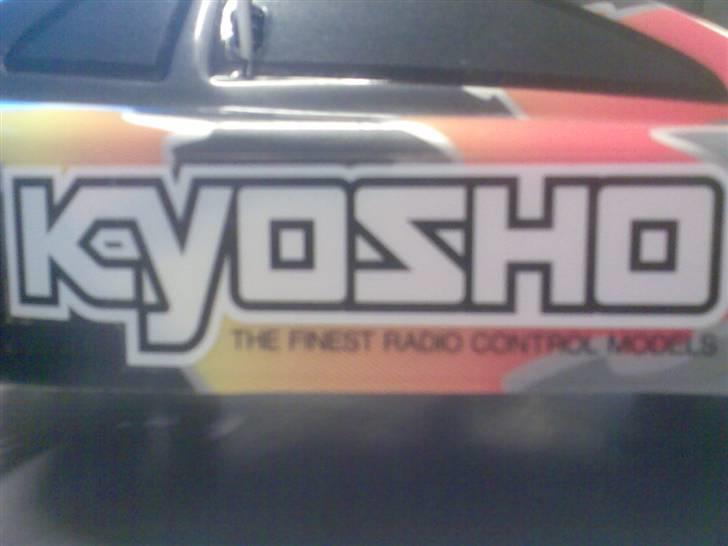 KYOSHO
THE FINEST RADIO CONTROL MODELS